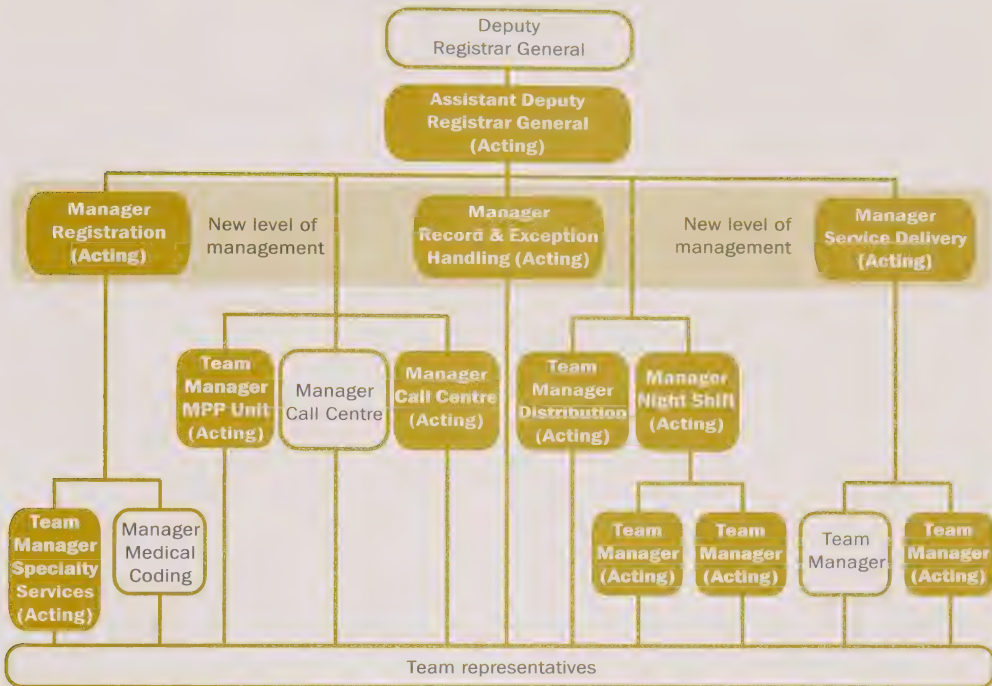 Deputy
Registrar General
Assistant Deputy
Registrar General
(Acting)
Manager
Registration
(Acting)
New level of
management
Manager
Record & Exception
Handling (Acting)
New level of
management
Manager
Service Delivery
(Acting)
Team
Manager
MPP Unit
(Acting)
Manager
Call Centre
Manager
Call Centre
(Acting)
Team
Manager
Distribution
(Acting)
Manager
Night Shift
(Acting)
Team
Manager
Specialty
Services
(Acting)
Manager
Medical
Coding
Team
Manager
(Acting)
Team
Manager
(Acting)
Team
Manager
Team
Manager
(Acting)
Team representatives